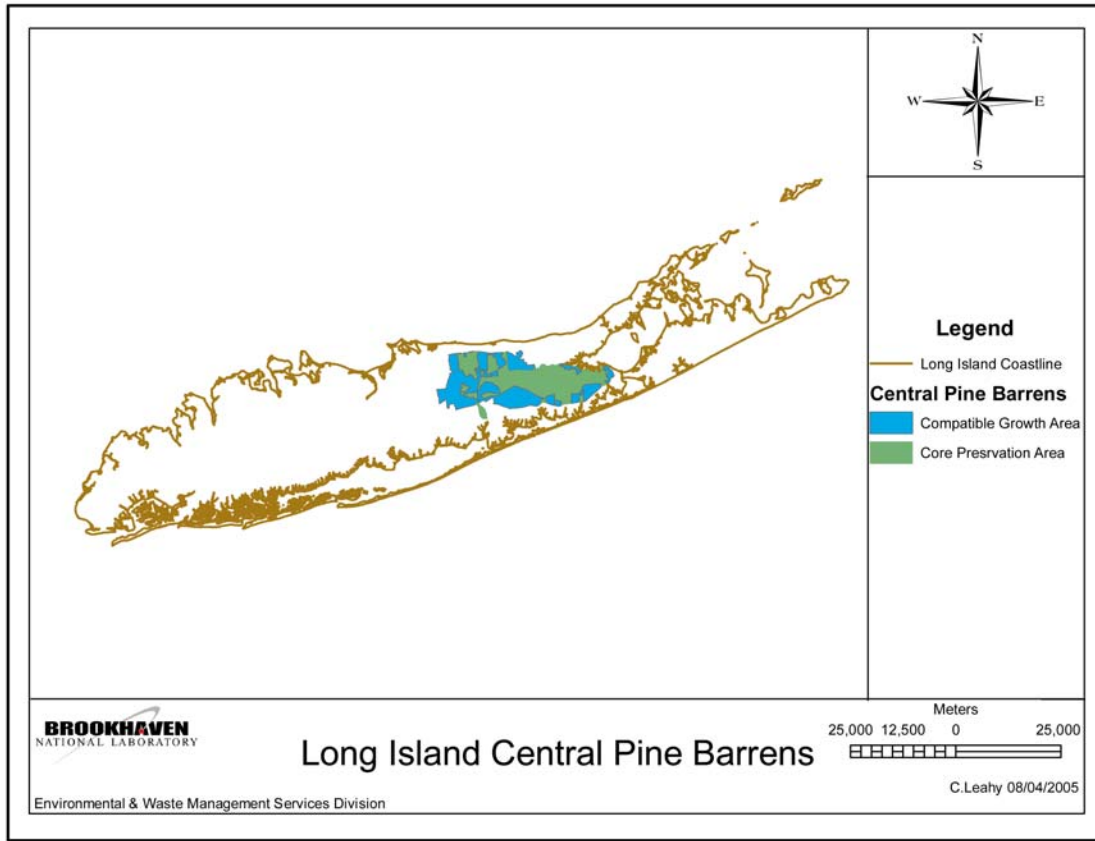 N
W E
S
Legend
Long Island Coastline
Central Pine Barrens
Compatible Growth Area
Core Presrvation Area
BROOKHAVEN
NATIONAL LABORATORY
Environmental & Waste Management Services Division
Long Island Central Pine Barrens
Meters
25,000 12,500 0 25,000
C.Leahy 08/04/2005